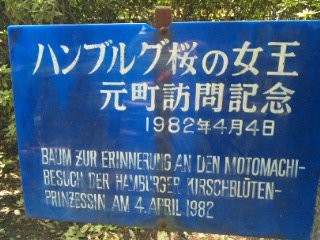 ハンブルグ桜の女王
元町訪問記念
1982年4月4日
BAUM ZUR ERINNERUNG AN DEN MOTOMACHI-
BESUCH DER HAMBURGER KIRSCHBLÜTEN-
PRINZESSIN AM 4. APRIL 1982